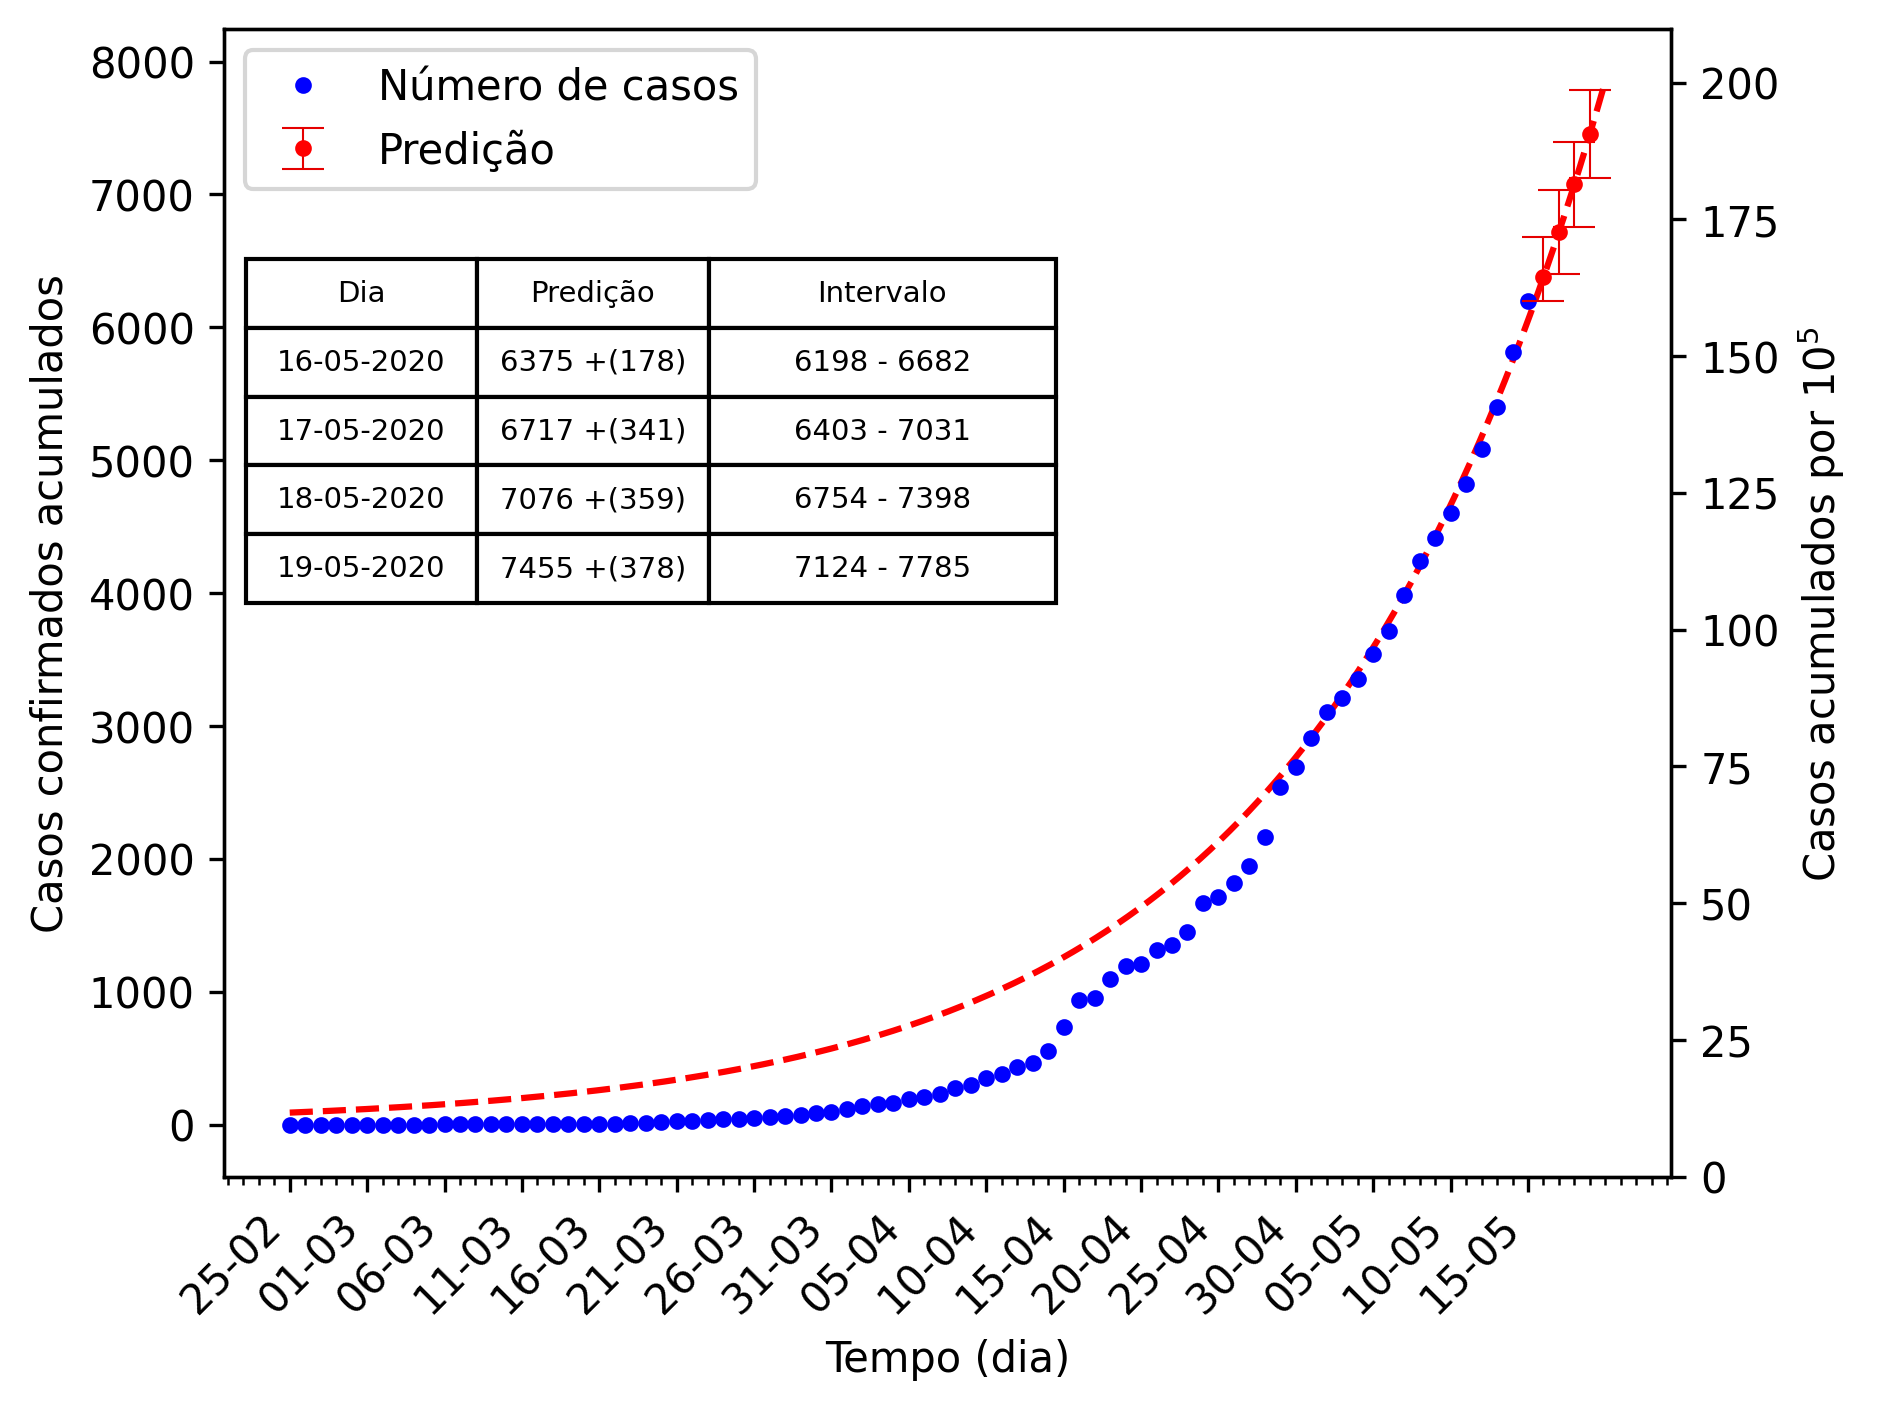 Número de casos
Predição
Dia Predição Intervalo
16-05-2020 6375 +(178) 6198 - 6682
17-05-2020 6717 +(341) 6403 - 7031
18-05-2020 7076 +(359) 6754 - 7398
19-05-2020 7455 +(378) 7124 - 7785
Casos confirmados acumulados
8000
7000
6000
5000
4000
3000
2000
1000
0
Casos acumulados por 10⁵
200
175
150
125
100
75
50
25
0
25-02 01-03 06-03 11-03 16-03 21-03 26-03 31-03 05-04 10-04 15-04 20-04 25-04 30-04 05-05 10-05 15-05
Tempo (dia)